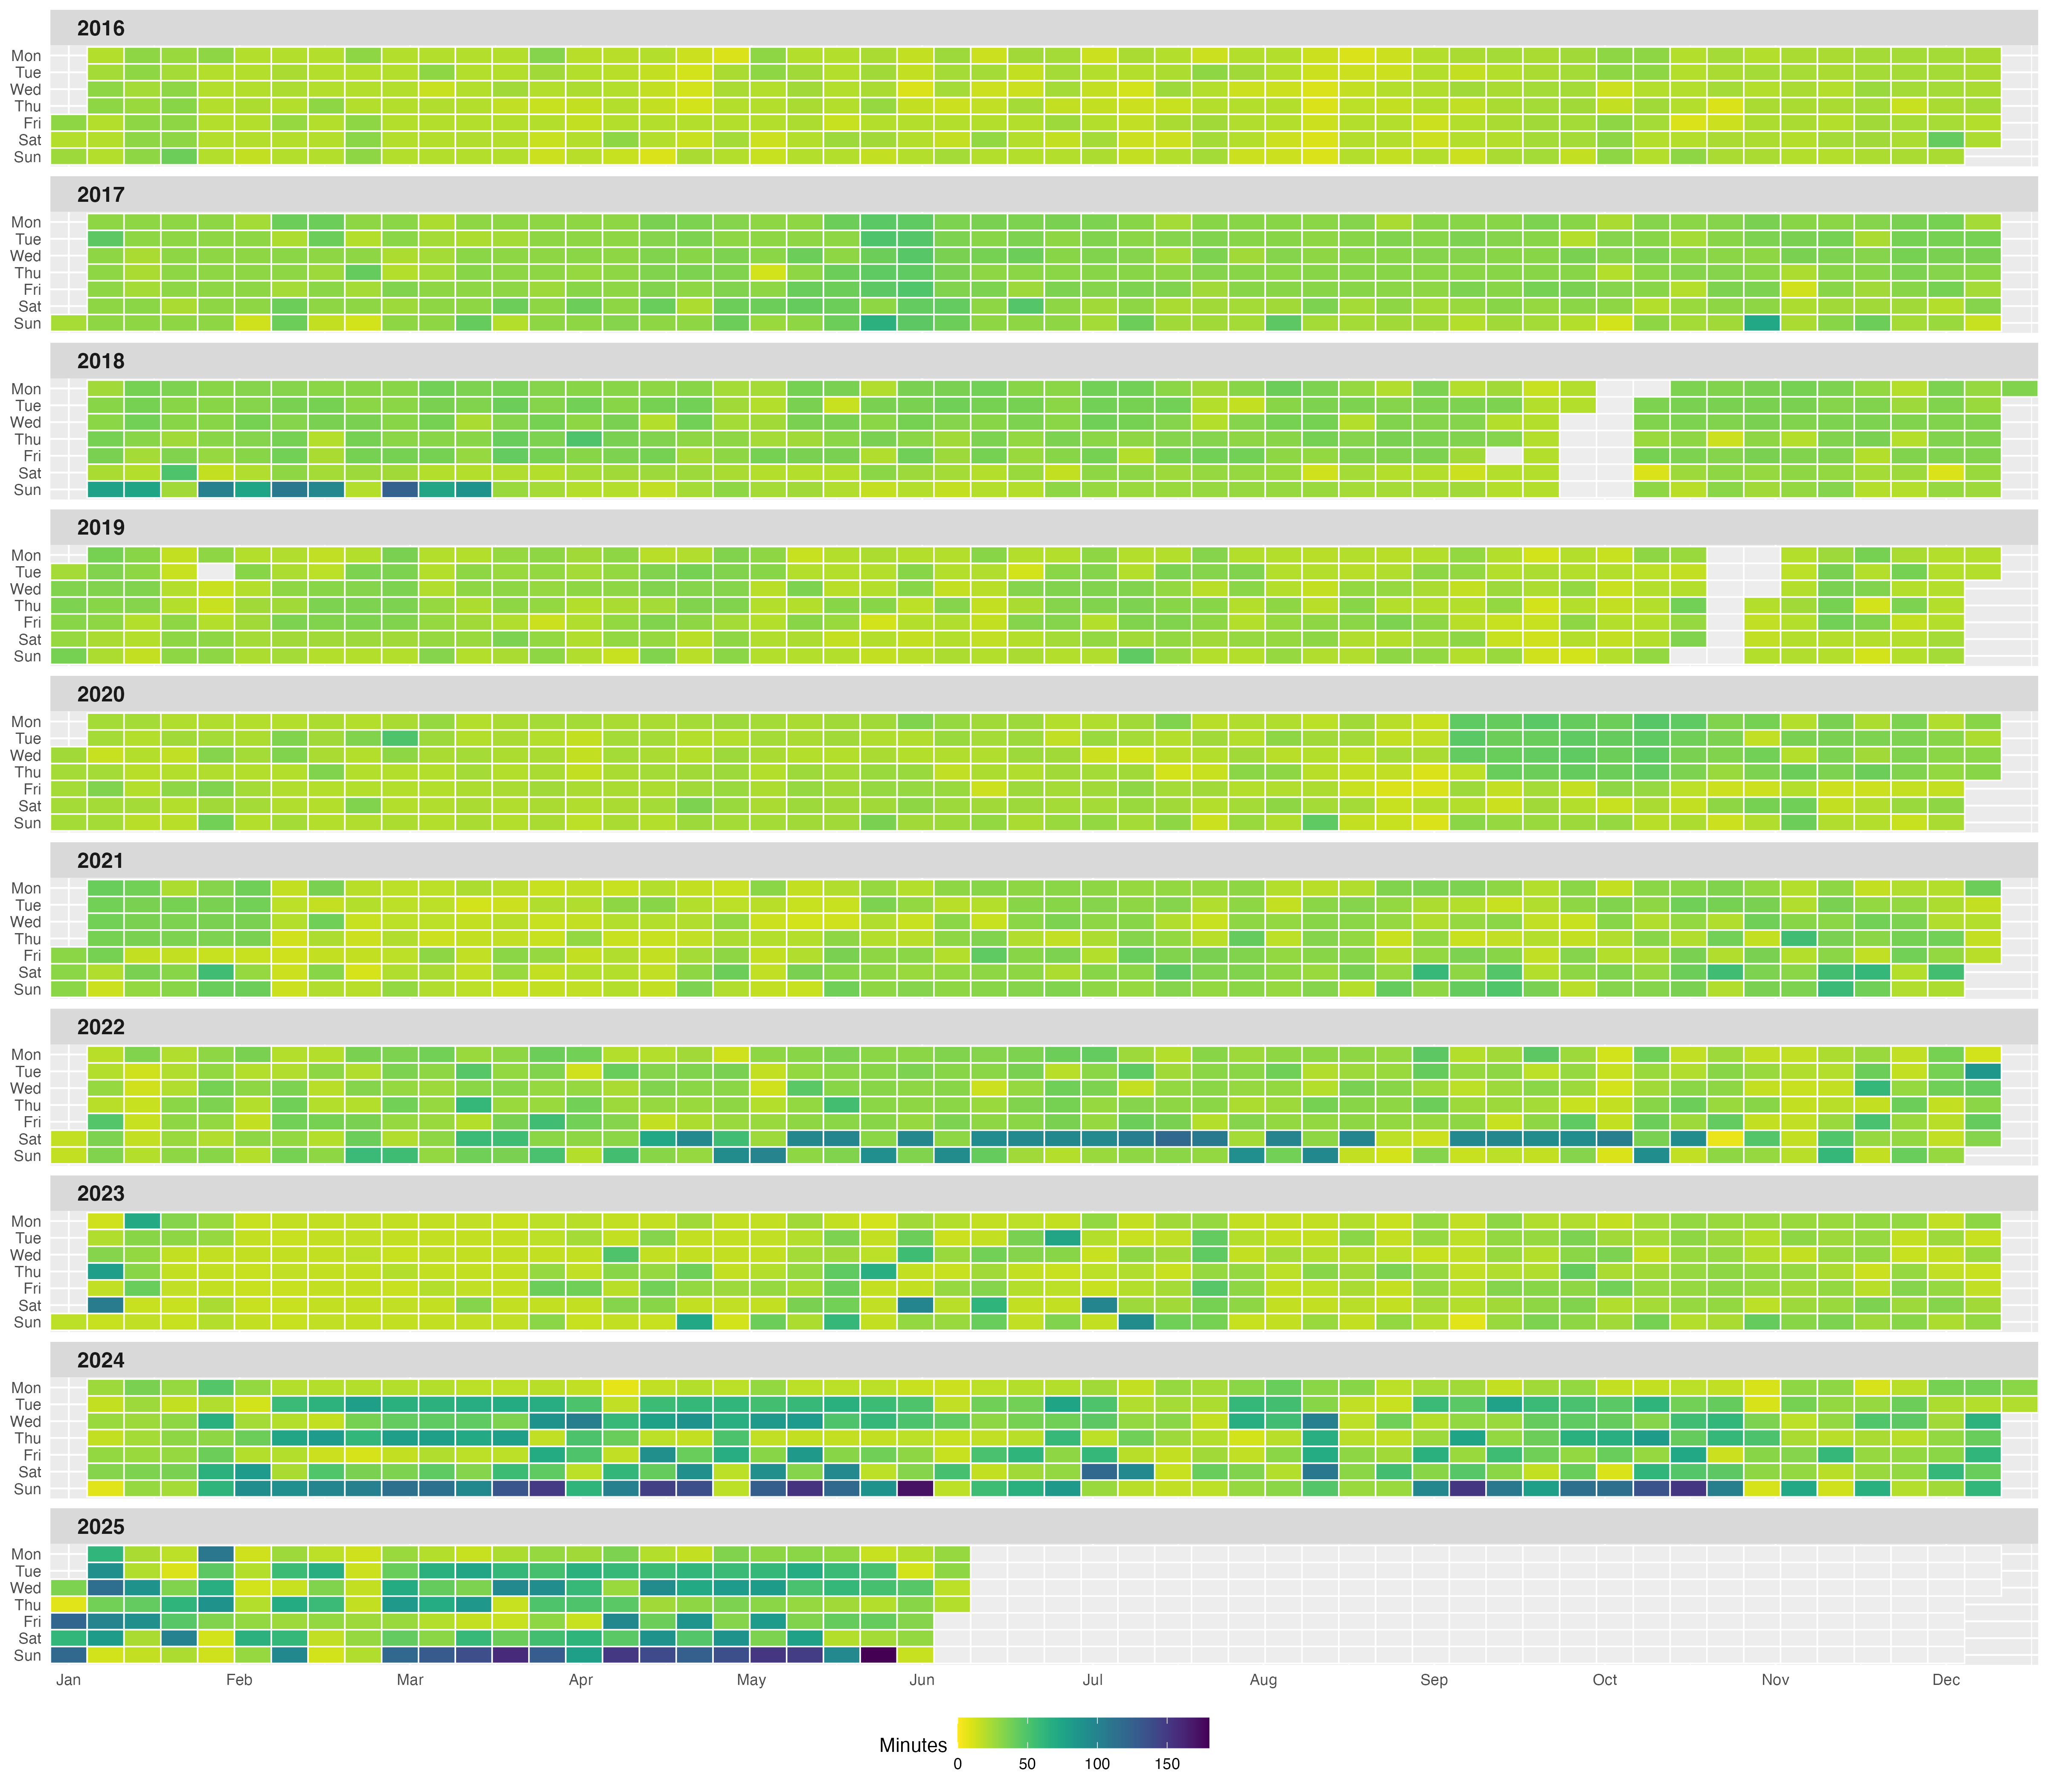 2016
Mon
Tue
Wed
Thu
Fri
Sat
Sun
2017
Mon
Tue
Wed
Thu
Fri
Sat
Sun
2018
Mon
Tue
Wed
Thu
Fri
Sat
Sun
2019
Mon
Tue
Wed
Thu
Fri
Sat
Sun
2020
Mon
Tue
Wed
Thu
Fri
Sat
Sun
2021
Mon
Tue
Wed
Thu
Fri
Sat
Sun
2022
Mon
Tue
Wed
Thu
Fri
Sat
Sun
2023
Mon
Tue
Wed
Thu
Fri
Sat
Sun
2024
Mon
Tue
Wed
Thu
Fri
Sat
Sun
2025
Mon
Tue
Wed
Thu
Fri
Sat
Sun
Jan Feb Mar Apr May Jun Jul Aug Sep Oct Nov Dec
Minutes
0 50 100 150